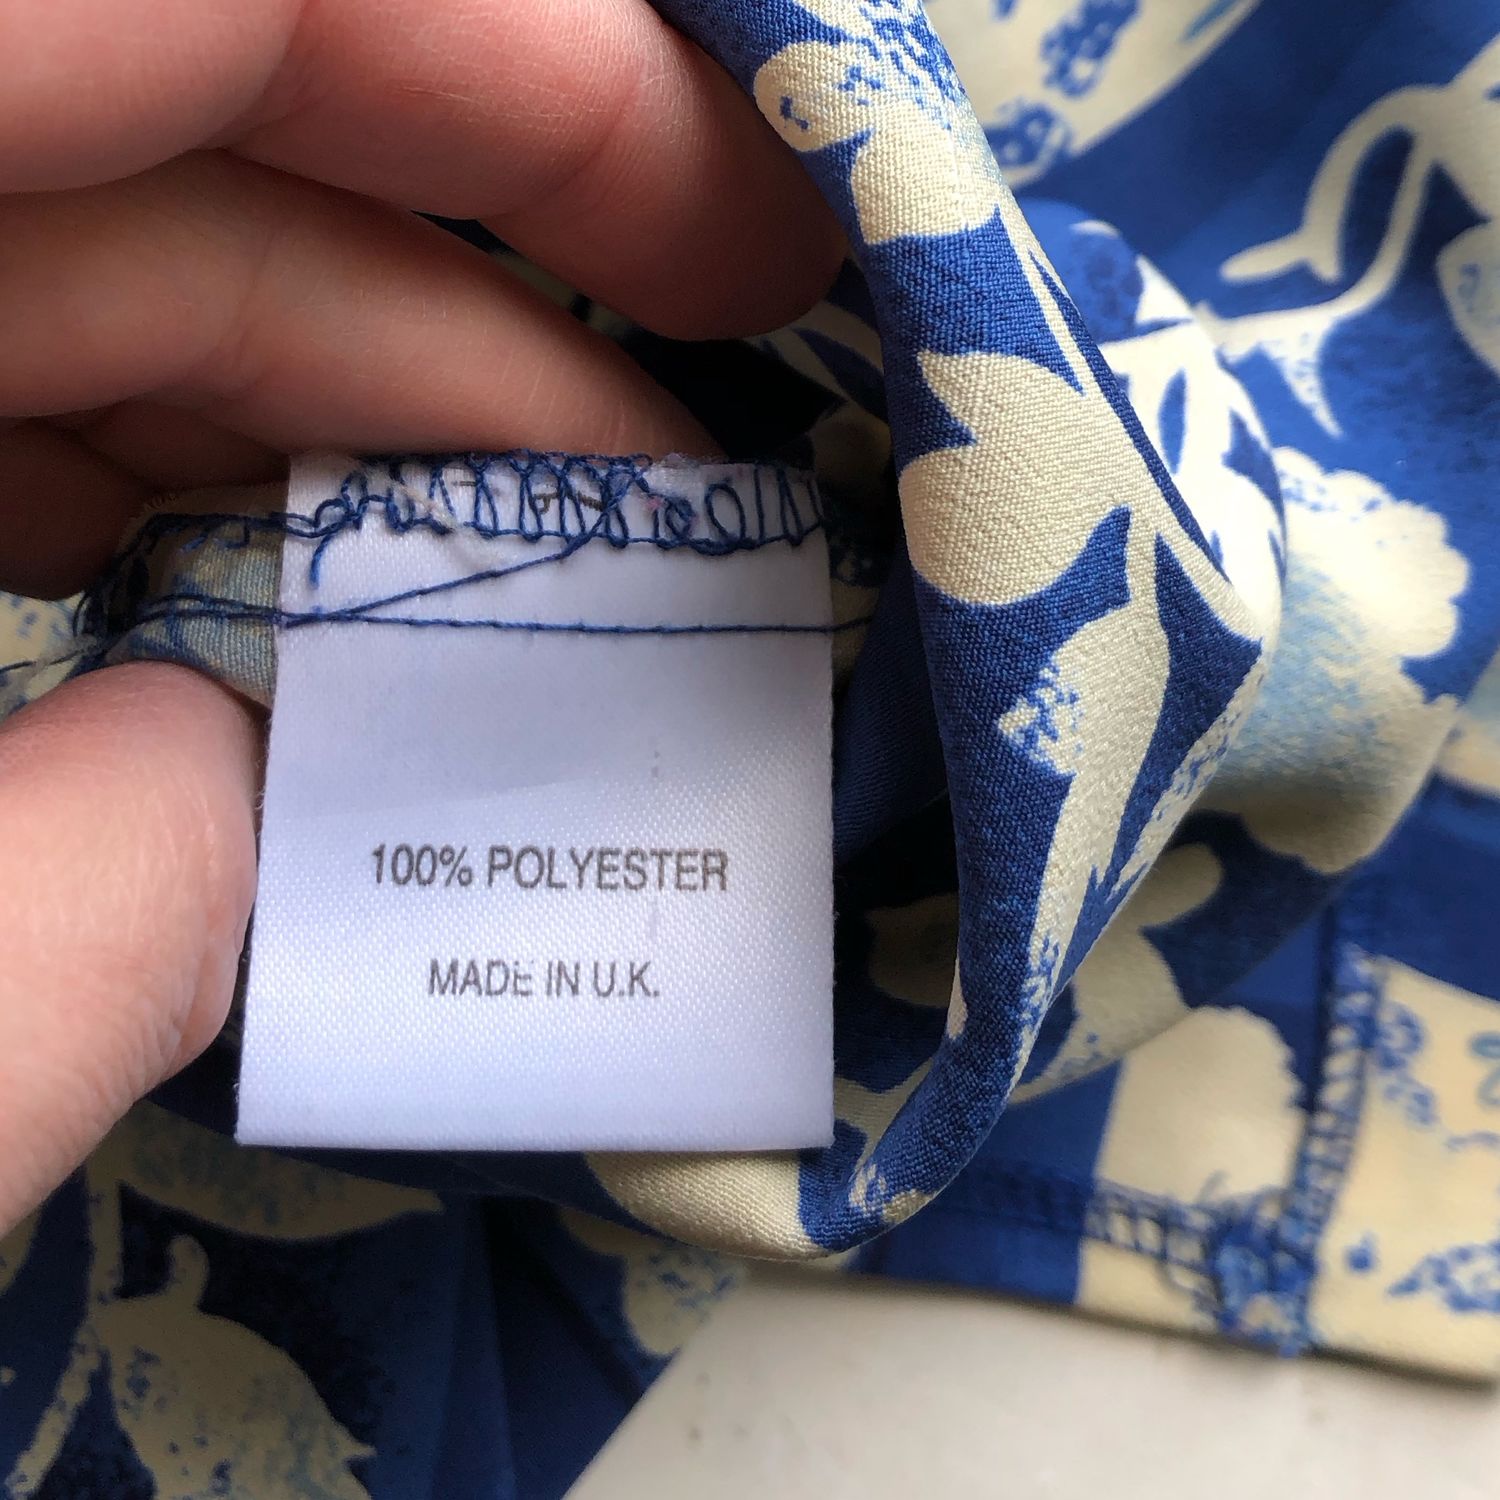 100% POLYESTER
MADE IN U.K.